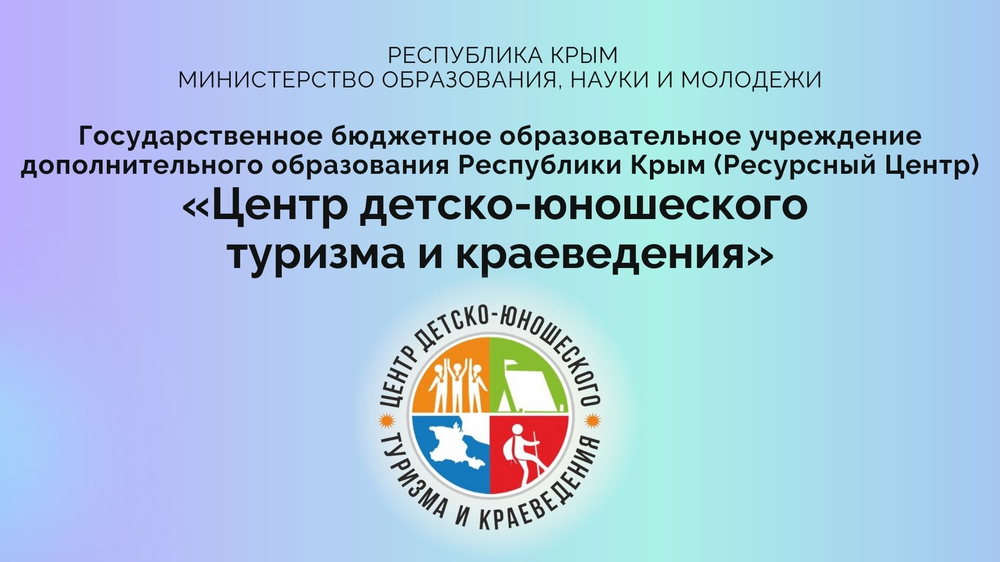 РЕСПУБЛИКА КРЫМ
МИНИСТЕРСТВО ОБРАЗОВАНИЯ, НАУКИ И МОЛОДЕЖИ
Государственное бюджетное образовательное учреждение
дополнительного образования Республики Крым (Ресурсный Центр)
«Центр детско-юношеского
туризма и краеведения»
ЦЕНТР ДЕТСКО-ЮНОШЕСКОГО
ТУРИЗМА И КРАЕВЕДЕНИЯ